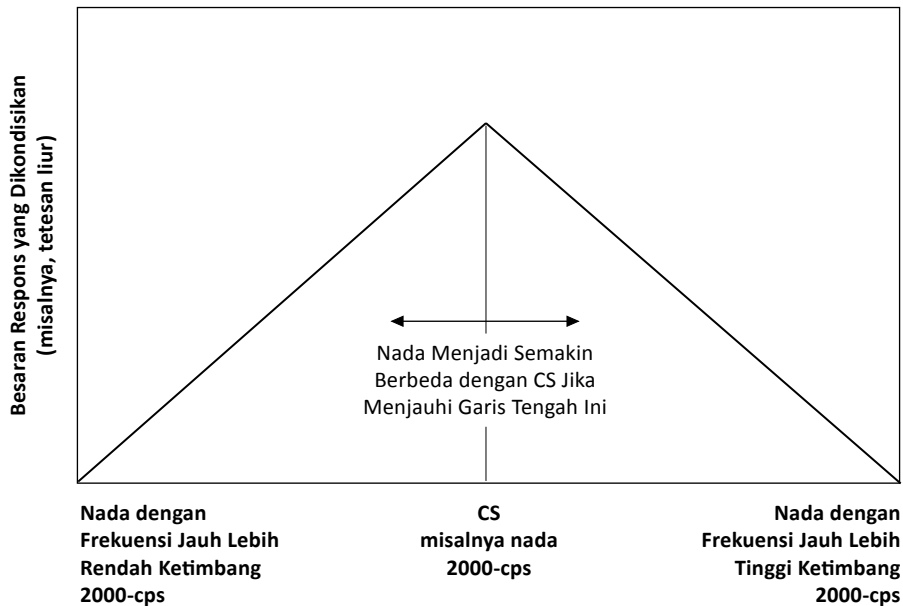 Besaran Respons yang Dikondisikan
(misalnya, tetesan liur)
Nada Menjadi Semakin
Berbeda dengan CS Jika
Menjauhi Garis Tengah Ini
Nada dengan
Frekuensi Jauh Lebih
Rendah Ketimbang
2000-cps
CS
misalnya nada
2000-cps
Nada dengan
Frekuensi Jauh Lebih
Tinggi Ketimbang
2000-cps